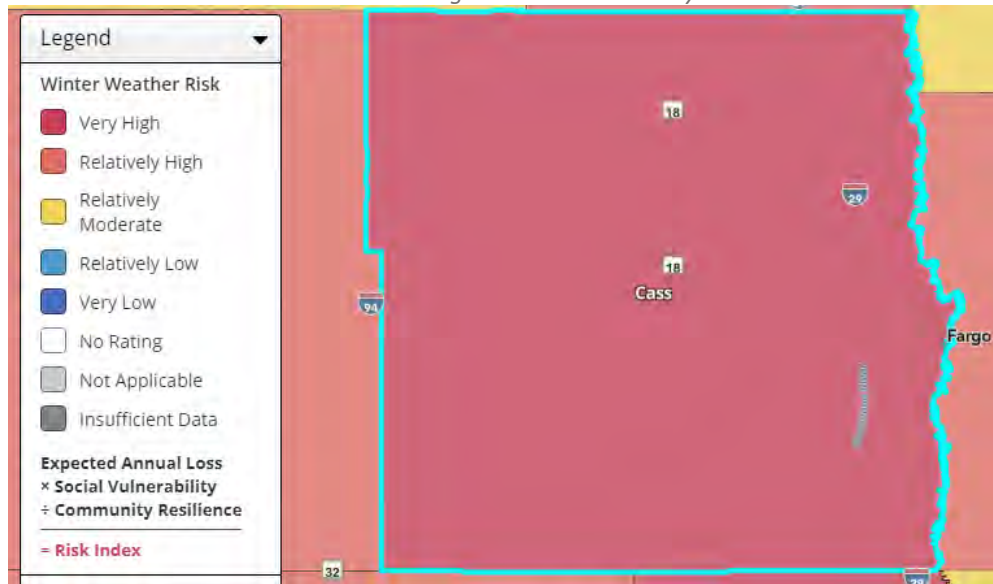 Legend
Winter Weather Risk
Very High
Relatively High
Relatively
Moderate
Relatively Low
Very Low
No Rating
Not Applicable
Insufficient Data
Expected Annual Loss
× Social Vulnerability
÷ Community Resilience
= Risk Index
18
29
18
Cass
94
Fargo
32
29